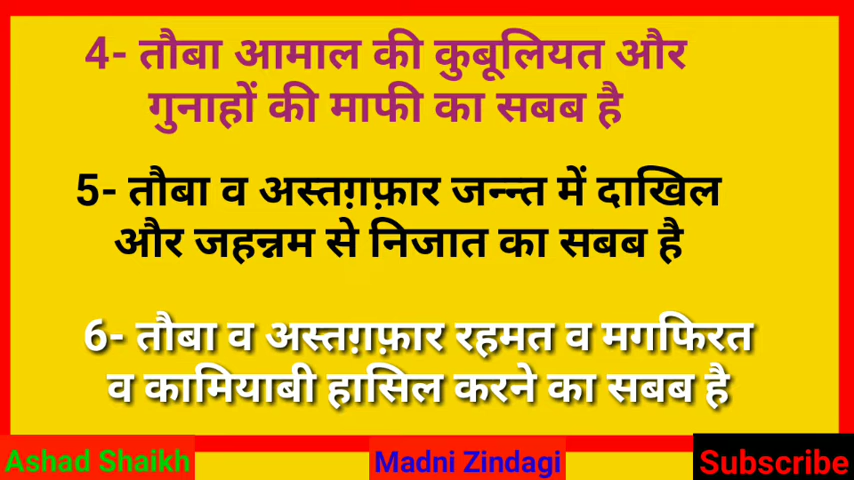 4- तौबा आमाल की कुबूलियत और
गुनाहों की माफी का सबब है
5- तौबा व अस्तग़फ़ार जन्न्त में दाखिल
और जहन्नम से निजात का सबब है
6- तौबा व अस्तग़फ़ार रहमत व मगफिरत
व कामियाबी हासिल करने का सबब है
Ashad Shaikh
Madni Zindagi
Subscribe